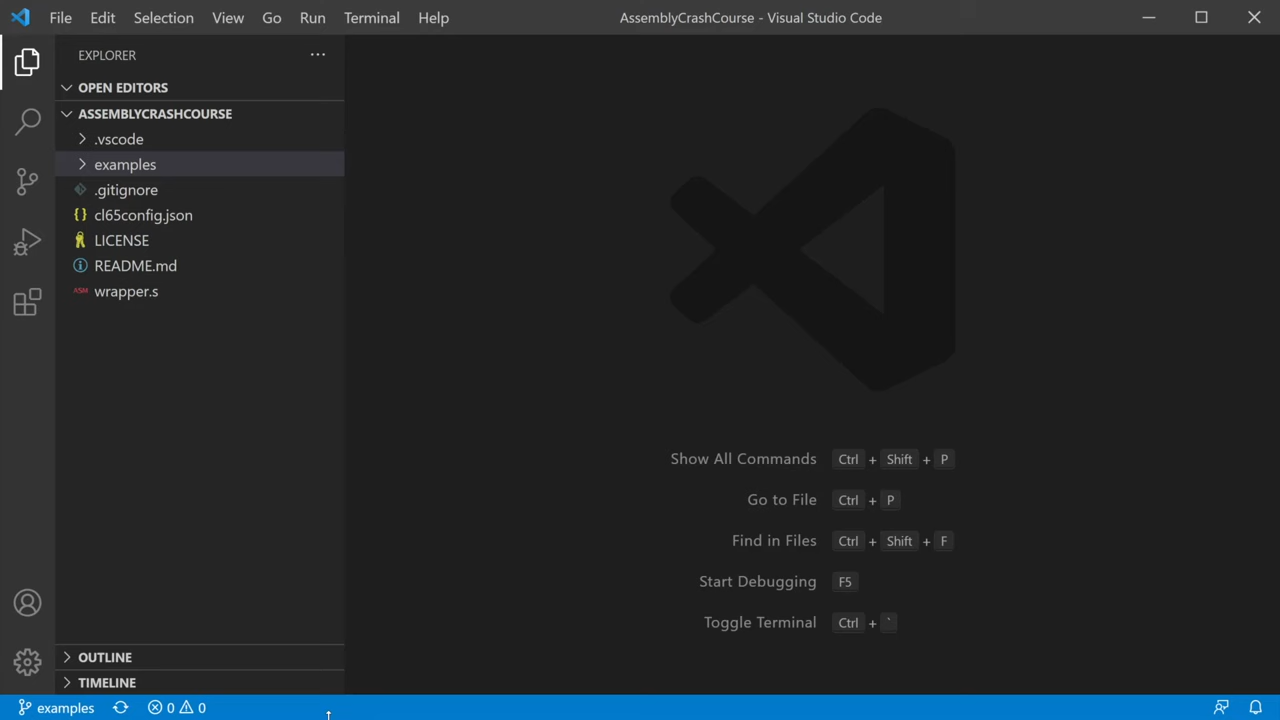 File Edit Selection View Go Run Terminal Help
AssemblyCrashCourse - Visual Studio Code
EXPLORER
OPEN EDITORS
ASSEMBLYCRASHCOURSE
.vscode
examples
.gitignore
{} cl65config.json
LICENSE
README.md
ASM wrapper.s
Show All Commands Ctrl + Shift + P
Go to File Ctrl + P
Find in Files Ctrl + Shift + F
Start Debugging F5
Toggle Terminal Ctrl + `
OUTLINE
TIMELINE
examples 0 0